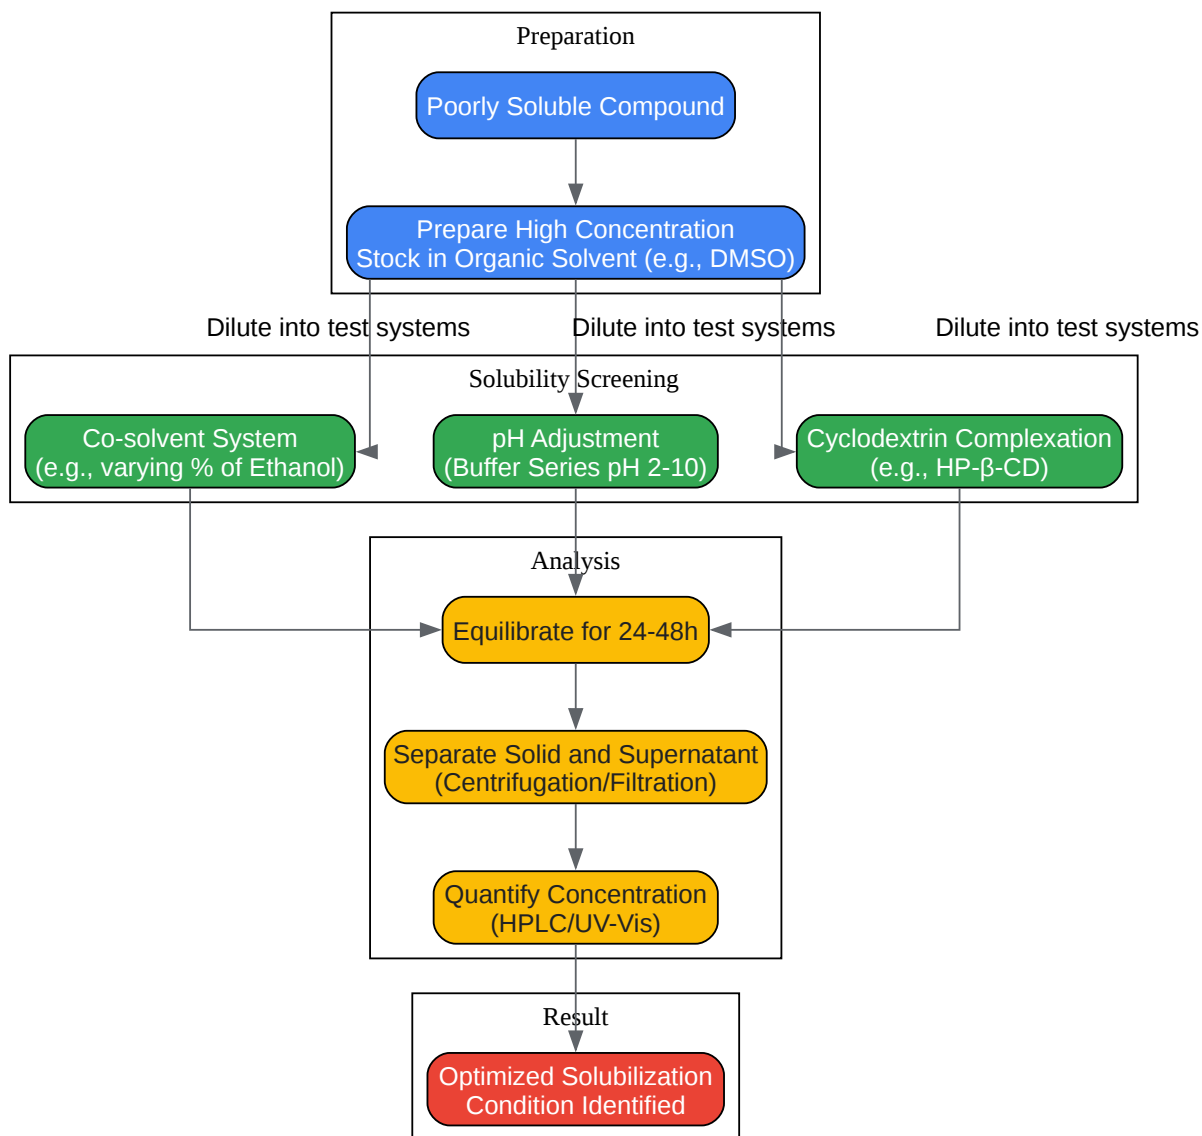 Preparation
Poorly Soluble Compound
Prepare High Concentration
Stock in Organic Solvent (e.g., DMSO)
Dilute into test systems
Dilute into test systems
Dilute into test systems
Solubility Screening
Co-solvent System
(e.g., varying % of Ethanol)
pH Adjustment
(Buffer Series pH 2-10)
Cyclodextrin Complexation
(e.g., HP-β-CD)
Analysis
Equilibrate for 24-48h
Separate Solid and Supernatant
(Centrifugation/Filtration)
Quantify Concentration
(HPLC/UV-Vis)
Result
Optimized Solubilization
Condition Identified